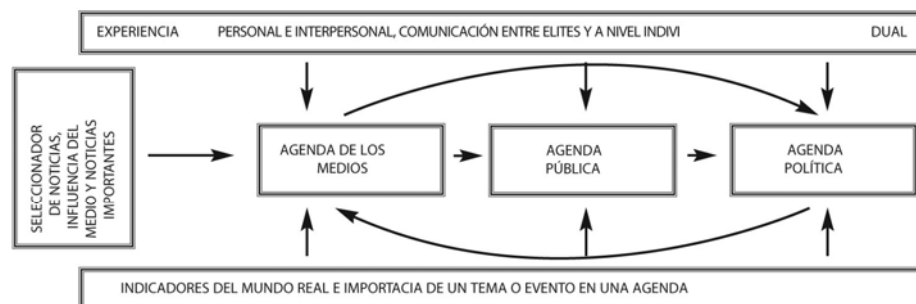 EXPERIENCIA PERSONAL E INTERPERSONAL, COMUNICACIÓN ENTRE ELITES Y A NIVEL INDIVI DUAL
SELECCIONADOR
DE NOTICIAS,
INFLUENCIA DEL
MEDIO Y NOTICIAS
IMPORTANTES
AGENDA DE LOS
MEDIOS
AGENDA
PÚBLICA
AGENDA
POLÍTICA
INDICADORES DEL MUNDO REAL E IMPORTACIA DE UN TEMA O EVENTO EN UNA AGENDA